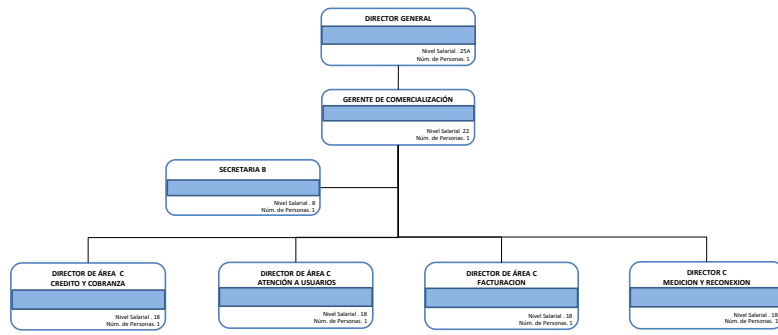 DIRECTOR GENERAL
Nivel Salarial . 25A
Núm. de Personas. 1
GERENTE DE COMERCIALIZACIÓN
Nivel Salarial 22
Núm. de Personas. 1
SECRETARIA B
Nivel Salarial . 8
Núm. de Personas. 1
DIRECTOR DE ÁREA C
CREDITO Y COBRANZA
Nivel Salarial . 18
Núm. de Personas. 1
DIRECTOR DE ÁREA C
ATENCIÓN A USUARIOS
Nivel Salarial . 18
Núm. de Personas. 1
DIRECTOR DE ÁREA C
FACTURACION
Nivel Salarial . 18
Núm. de Personas. 1
DIRECTOR C
MEDICION Y RECONEXION
Nivel Salarial . 18
Núm. de Personas. 1